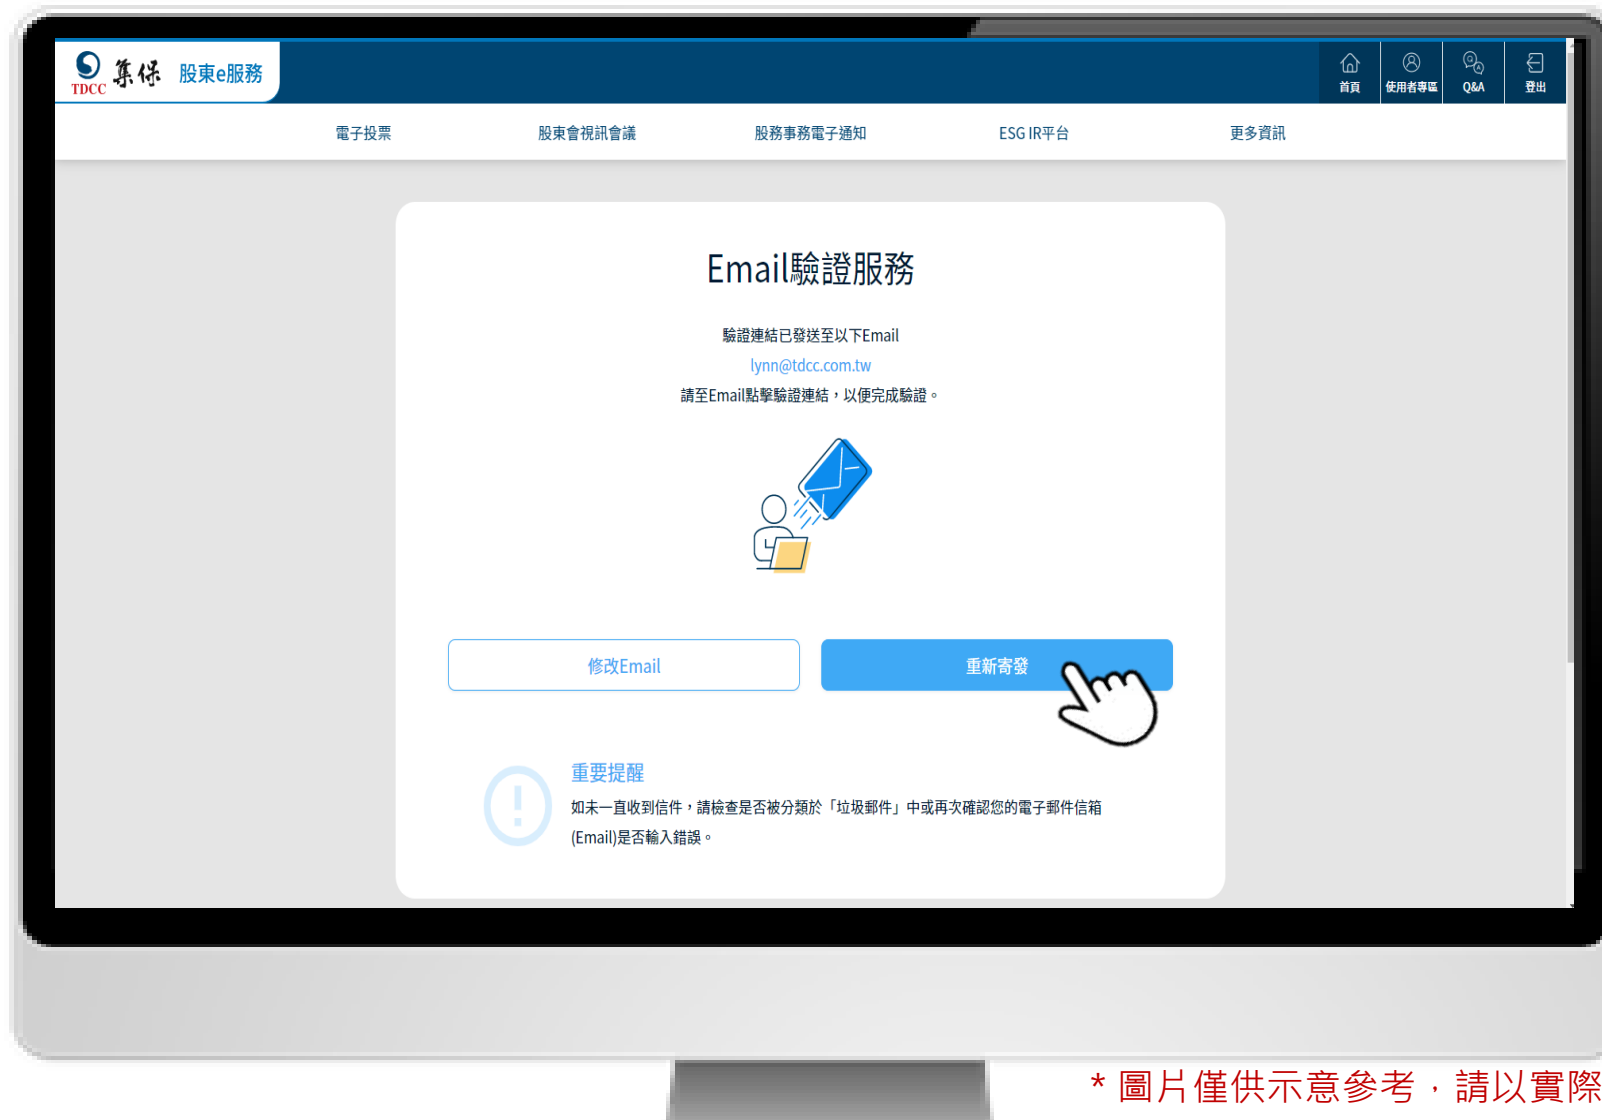 TDCC 集保 股東e服務
首頁 使用者專區 Q&A 登出
電子投票 股東會視訊會議 股務事務電子通知 ESG IR平台 更多資訊
Email驗證服務
驗證連結已發送至以下Email
lynn@tdcc.com.tw
請至Email點擊驗證連結，以便完成驗證。
修改Email 重新寄發
重要提醒
如未一直收到信件，請檢查是否被分類於「垃圾郵件」中或再次確認您的電子郵件信箱
(Email)是否輸入錯誤。
* 圖片僅供示意參考，請以實際